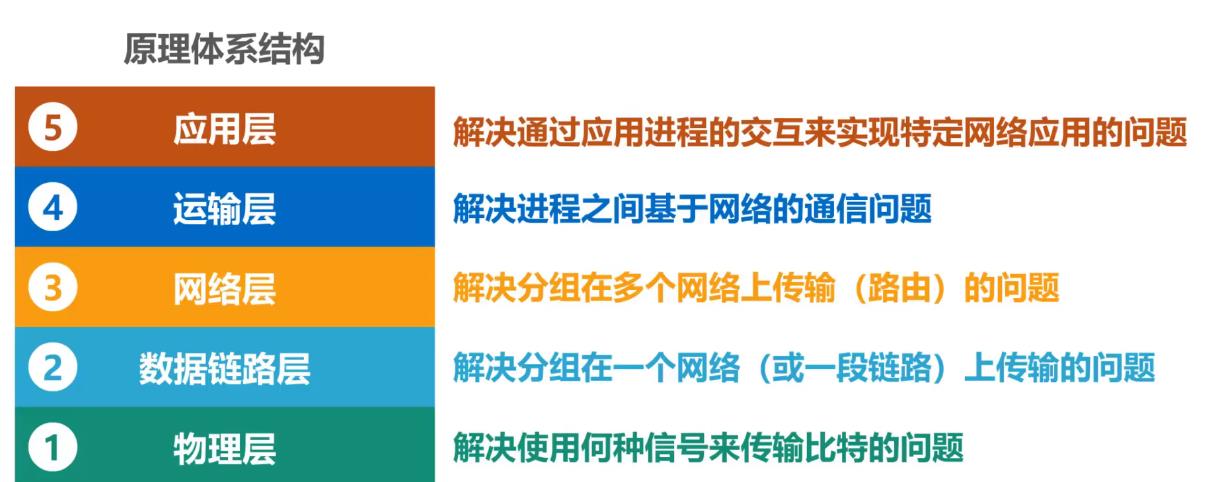 原理体系结构
5 应用层 解决通过应用进程的交互来实现特定网络应用的问题
4 运输层 解决进程之间基于网络的通信问题
3 网络层 解决分组在多个网络上传输（路由）的问题
2 数据链路层 解决分组在一个网络（或一段链路）上传输的问题
1 物理层 解决使用何种信号来传输比特的问题